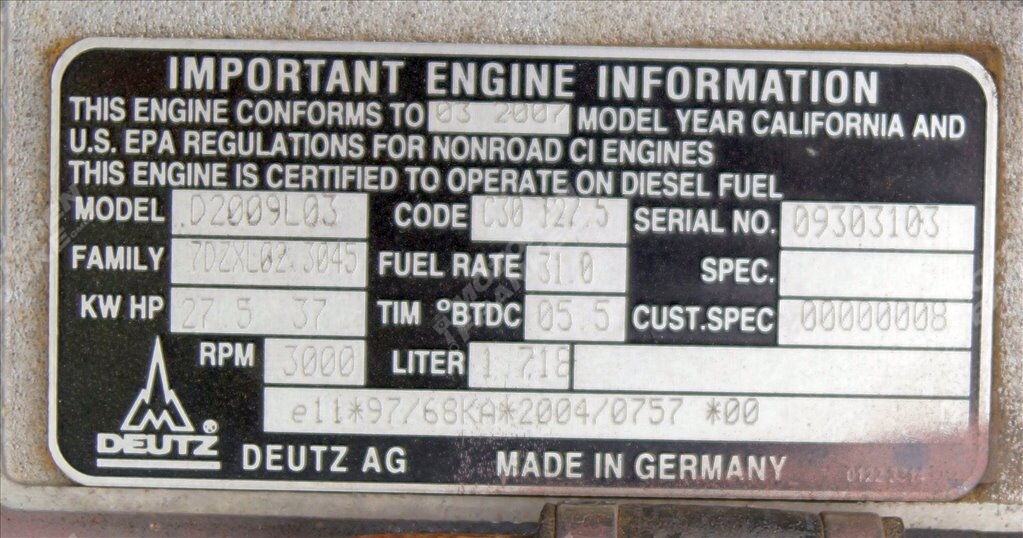 IMPORTANT ENGINE INFORMATION
THIS ENGINE CONFORMS TO 03 2007 MODEL YEAR CALIFORNIA AND
U.S. EPA REGULATIONS FOR NONROAD CI ENGINES
THIS ENGINE IS CERTIFIED TO OPERATE ON DIESEL FUEL
MODEL D2009L03 CODE C30 127.5 SERIAL NO. 09303103
FAMILY 7DZXL02.3045 FUEL RATE 31.0 SPEC.
KW HP 27.5 37 TIM °BTDC 05.5 CUST.SPEC 00000008
RPM 3000 LITER 1.718
e11*97/68KA*2004/0757 *00
DEUTZ® DEUTZ AG MADE IN GERMANY